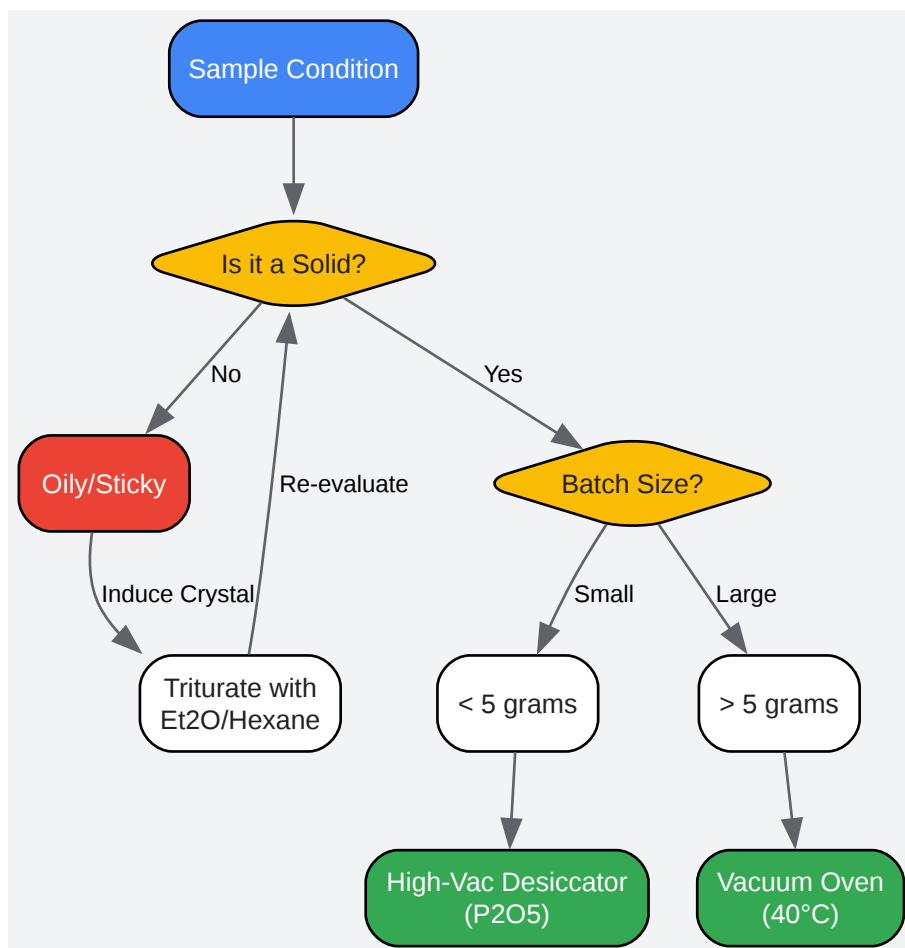 Sample Condition
Is it a Solid?
No
Yes
Oily/Sticky
Re-evaluate
Batch Size?
Induce Crystal
Small
Large
Triturate with
Et2O/Hexane
< 5 grams
> 5 grams
High-Vac Desiccator
(P2O5)
Vacuum Oven
(40°C)